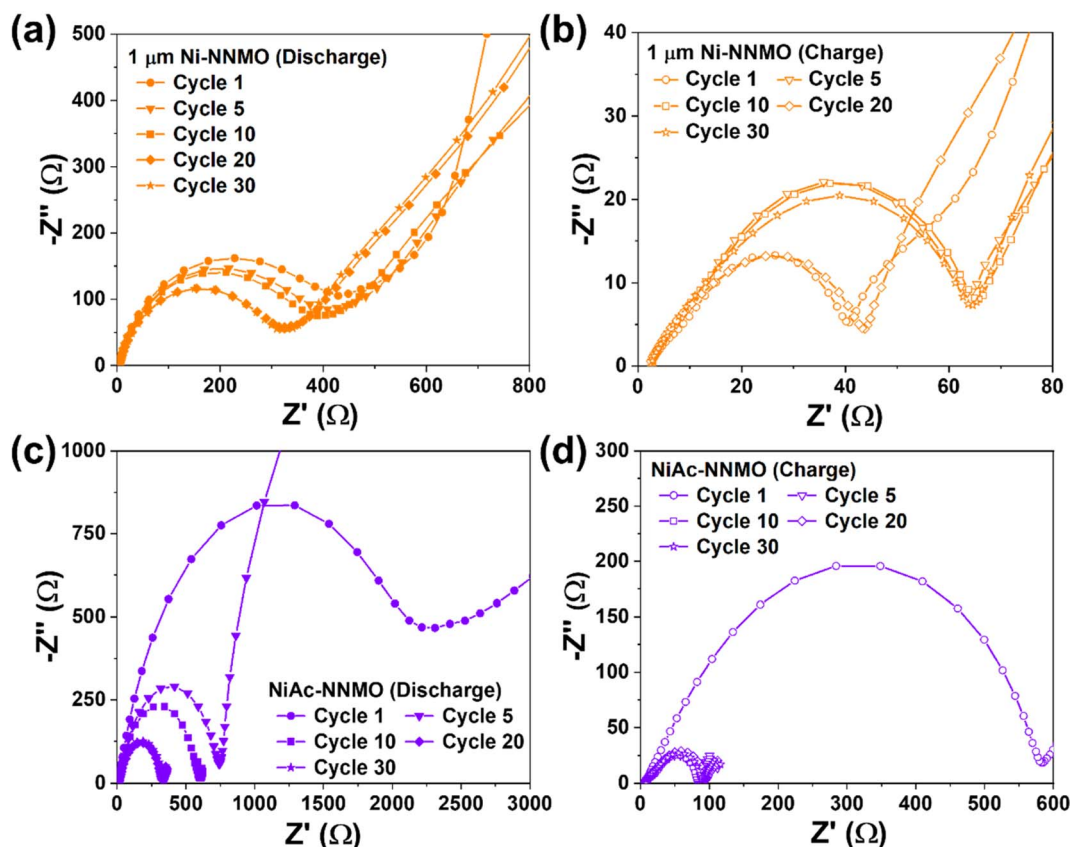 (a)
1 μm Ni-NNMO (Discharge)
Cycle 1
Cycle 5
Cycle 10
Cycle 20
Cycle 30
500
400
300
200
100
0
-Z'' (Ω)
0 200 400 600 800
Z' (Ω)
(b)
1 μm Ni-NNMO (Charge)
Cycle 1 Cycle 5
Cycle 10 Cycle 20
Cycle 30
40
30
20
10
0
-Z'' (Ω)
20 40 60 80
Z' (Ω)
(c)
1000
750
500
250
0
-Z'' (Ω)
NiAc-NNMO (Discharge)
Cycle 1 Cycle 5
Cycle 10 Cycle 20
Cycle 30
0 500 1000 1500 2000 2500 3000
Z' (Ω)
(d)
NiAc-NNMO (Charge)
Cycle 1 Cycle 5
Cycle 10 Cycle 20
Cycle 30
300
250
200
150
100
50
0
-Z'' (Ω)
0 100 200 300 400 500 600
Z' (Ω)